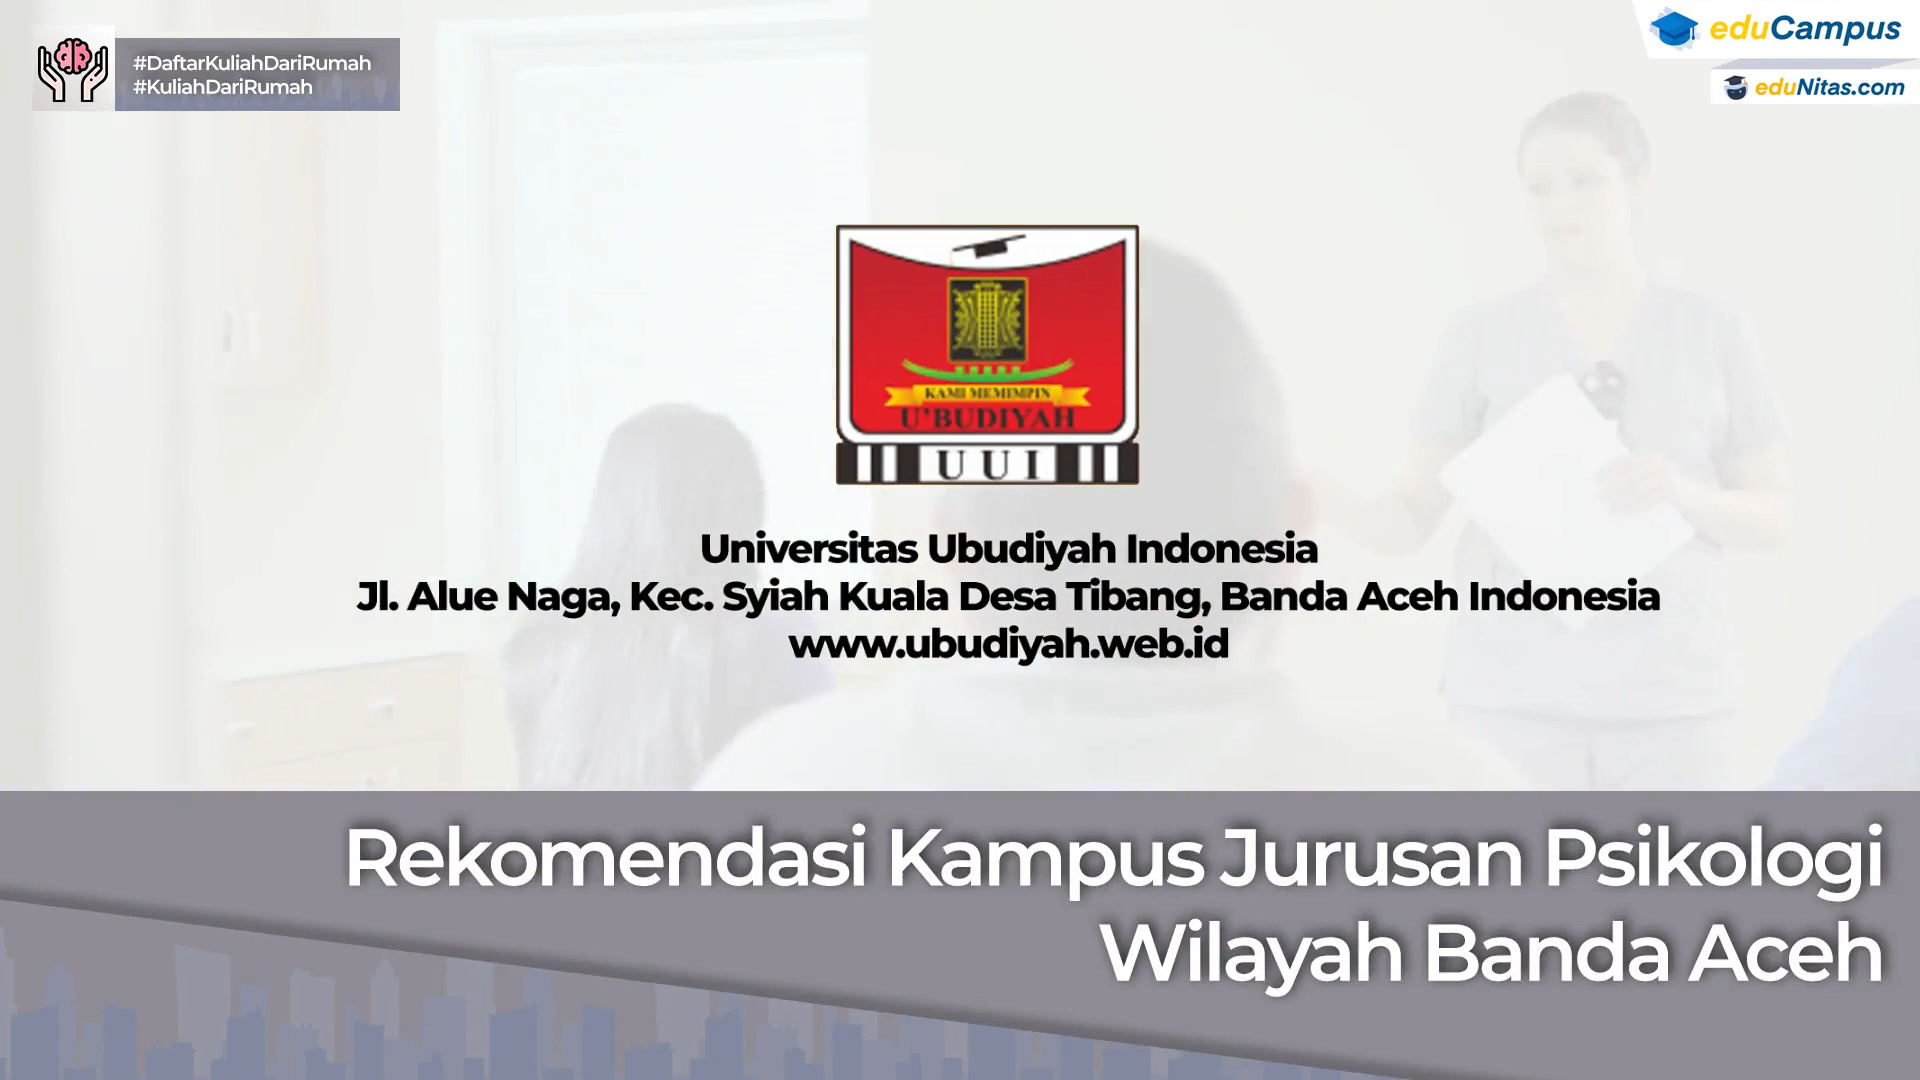 #DaftarKuliahDariRumah
#KuliahDariRumah
eduCampus
eduNitas.com
KAMI MEMIMPIN
U'BUDIYAH
UUI
Universitas Ubudiyah Indonesia
Jl. Alue Naga, Kec. Syiah Kuala Desa Tibang, Banda Aceh Indonesia
www.ubudiyah.web.id
Rekomendasi Kampus Jurusan Psikologi
Wilayah Banda Aceh